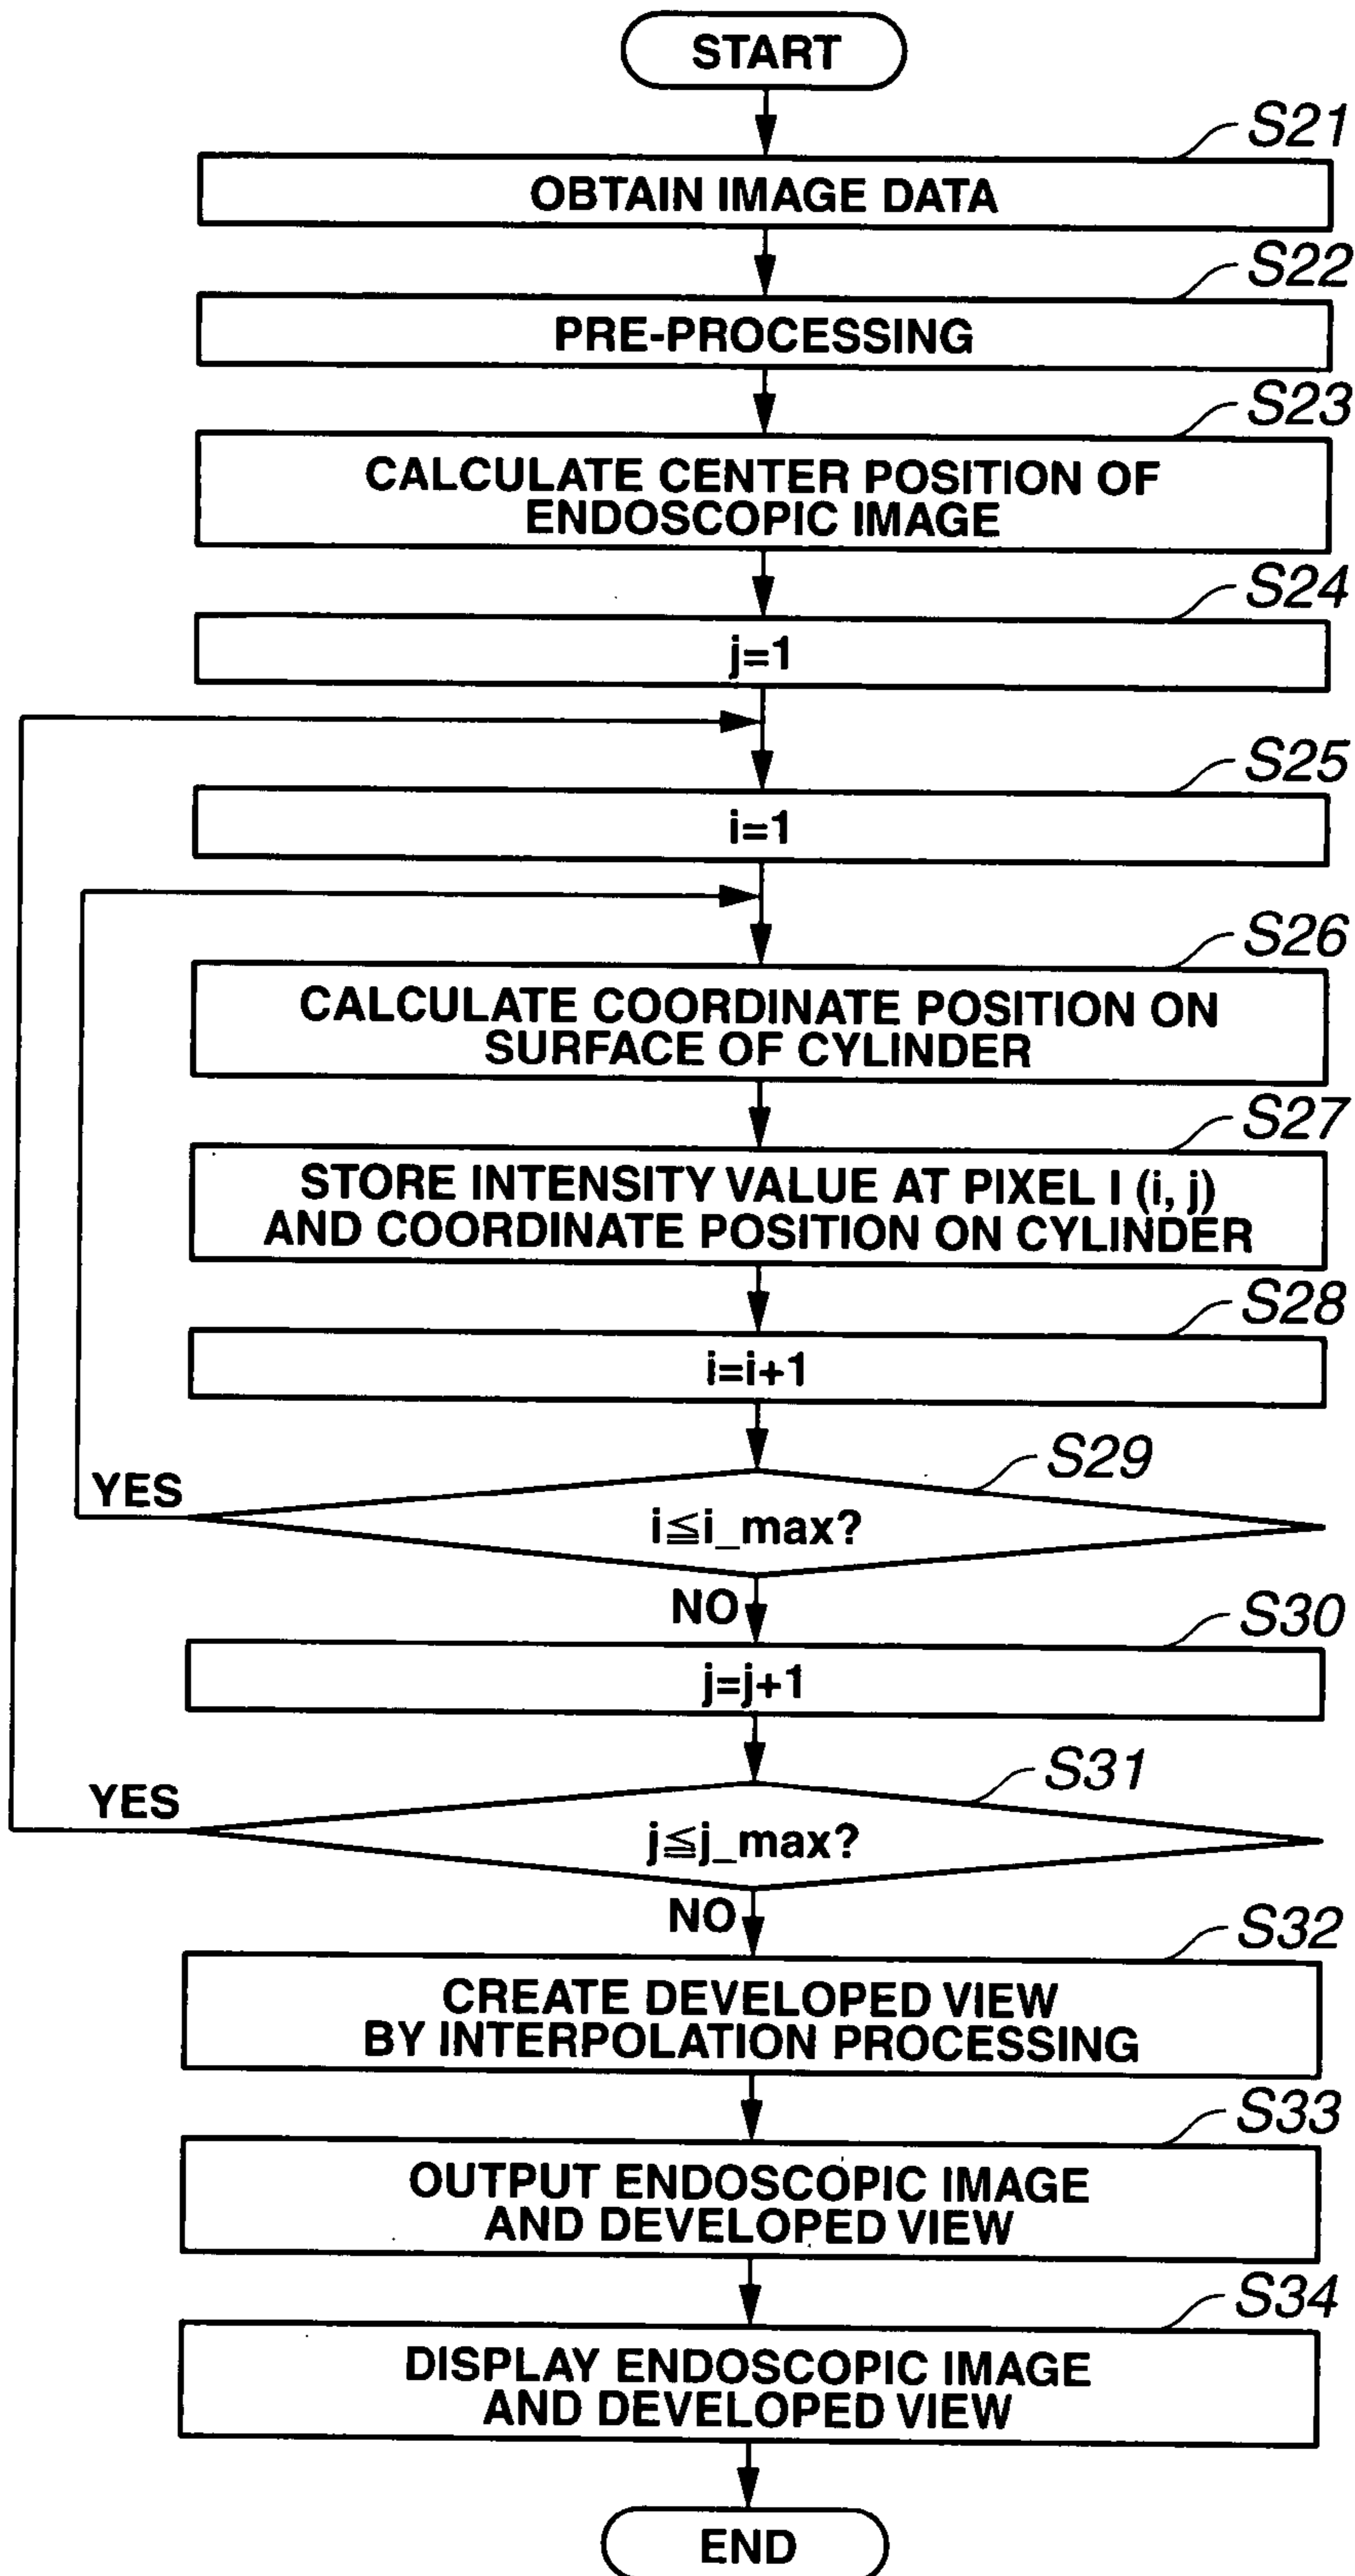 START
S21
OBTAIN IMAGE DATA
S22
PRE-PROCESSING
S23
CALCULATE CENTER POSITION OF
ENDOSCOPIC IMAGE
S24
j=1
S25
i=1
S26
CALCULATE COORDINATE POSITION ON
SURFACE OF CYLINDER
S27
STORE INTENSITY VALUE AT PIXEL I (i, j)
AND COORDINATE POSITION ON CYLINDER
S28
i=i+1
S29
YES
i≦i_max?
NO
S30
j=j+1
S31
YES
j≦j_max?
NO
S32
CREATE DEVELOPED VIEW
BY INTERPOLATION PROCESSING
S33
OUTPUT ENDOSCOPIC IMAGE
AND DEVELOPED VIEW
S34
DISPLAY ENDOSCOPIC IMAGE
AND DEVELOPED VIEW
END